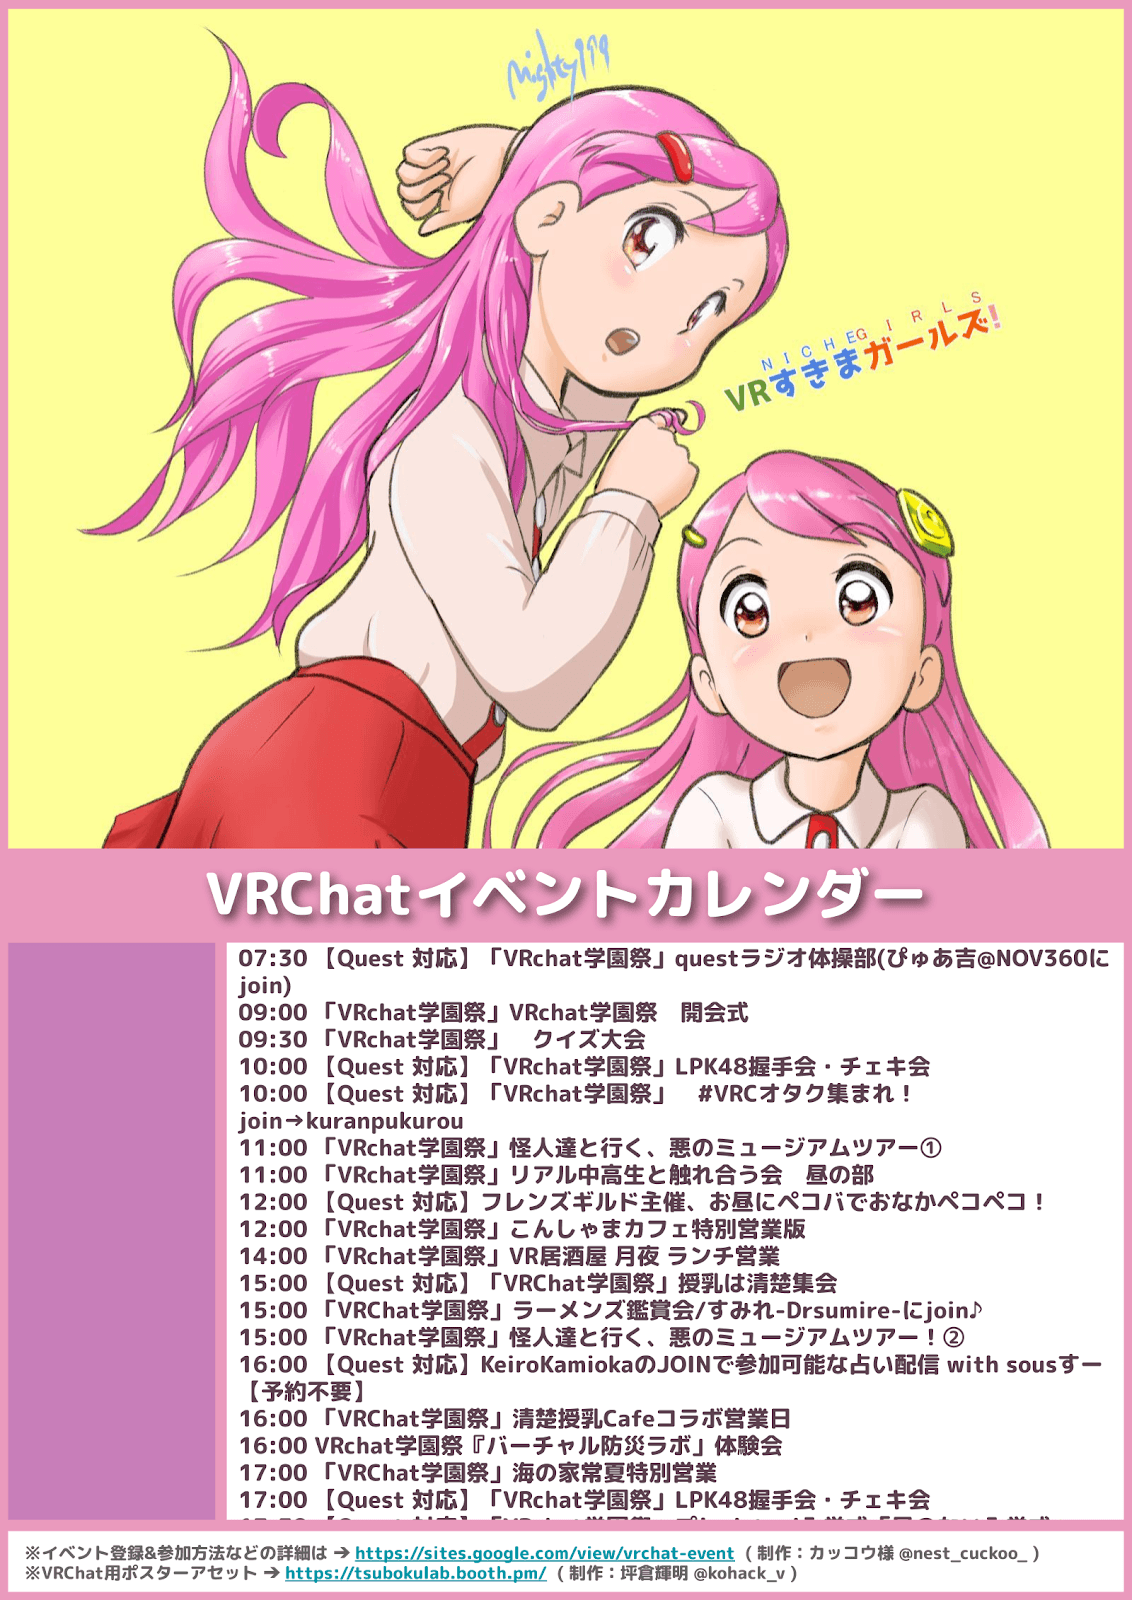 mighty999
NICHE GIRLS
VRすきまガールズ!
VRChatイベントカレンダー
07:30 【Quest 対応】「VRchat学園祭」questラジオ体操部(ぴゅあ吉@NOV360に
join)
09:00 「VRchat学園祭」VRchat学園祭　開会式
09:30 「VRchat学園祭」　クイズ大会
10:00 【Quest 対応】「VRchat学園祭」LPK48握手会・チェキ会
10:00 【Quest 対応】「VRchat学園祭」　#VRCオタク集まれ！
join→kuranpukurou
11:00 「VRchat学園祭」怪人達と行く、悪のミュージアムツアー①
11:00 「VRchat学園祭」リアル中高生と触れ合う会　昼の部
12:00 【Quest 対応】フレンズギルド主催、お昼にペコバでおなかペコペコ！
12:00 「VRchat学園祭」こんしゃまカフェ特別営業版
14:00 「VRchat学園祭」VR居酒屋 月夜 ランチ営業
15:00 【Quest 対応】「VRChat学園祭」授乳は清楚集会
15:00 「VRChat学園祭」ラーメンズ鑑賞会/すみれ-Drsumire-にjoin♪
15:00 「VRchat学園祭」怪人達と行く、悪のミュージアムツアー！②
16:00 【Quest 対応】KeiroKamiokaのJOINで参加可能な占い配信 with sousすー
【予約不要】
16:00 「VRChat学園祭」清楚授乳Cafeコラボ営業日
16:00 VRchat学園祭『バーチャル防災ラボ」体験会
17:00 「VRChat学園祭」海の家常夏特別営業
17:00 【Quest 対応】「VRchat学園祭」LPK48握手会・チェキ会
※イベント登録&参加方法などの詳細は ➔ https://sites.google.com/view/vrchat-event （制作：カッコウ様 @nest_cuckoo_）
※VRChat用ポスターアセット ➔ https://tsubokulab.booth.pm/ （制作：坪倉輝明 @kohack_v）